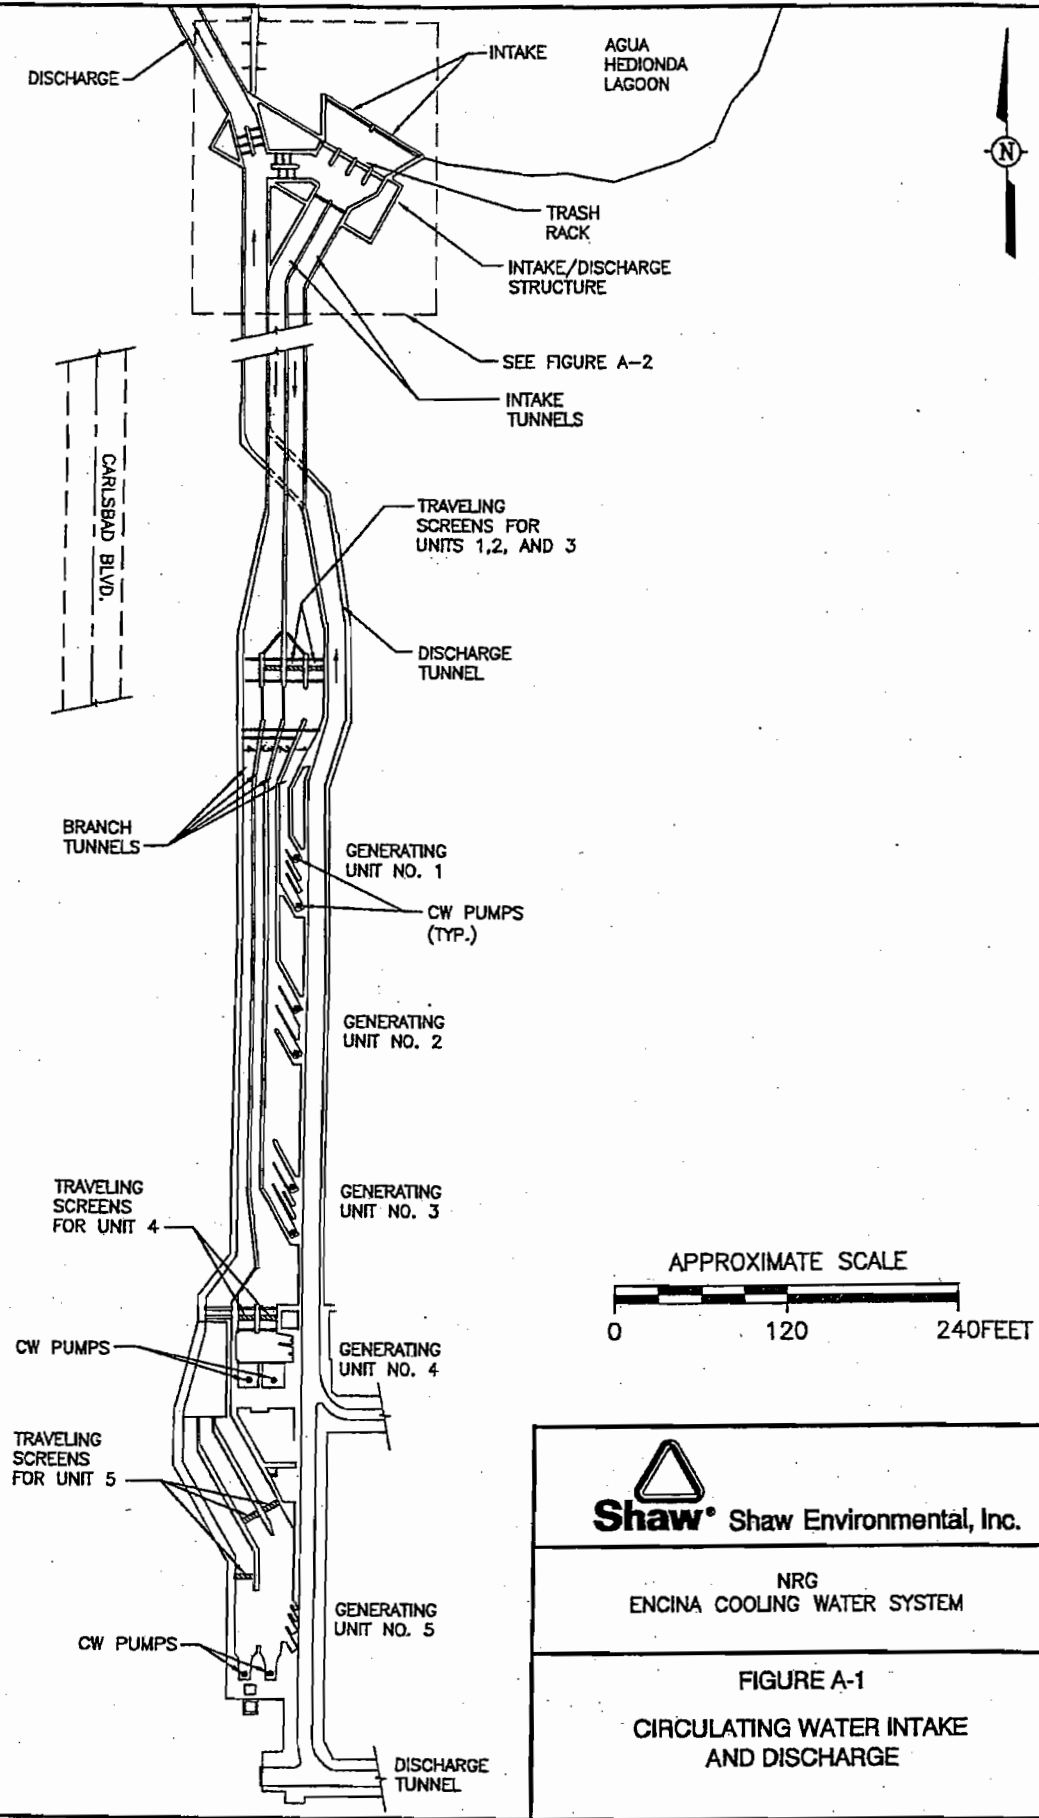 DISCHARGE
INTAKE
AGUA
HEDIONDA
LAGOON
N
TRASH
RACK
INTAKE/DISCHARGE
STRUCTURE
SEE FIGURE A-2
INTAKE
TUNNELS
CARLSBAD BLVD.
TRAVELING
SCREENS FOR
UNITS 1,2, AND 3
DISCHARGE
TUNNEL
BRANCH
TUNNELS
GENERATING
UNIT NO. 1
CW PUMPS
(TYP.)
GENERATING
UNIT NO. 2
TRAVELING
SCREENS
FOR UNIT 4
GENERATING
UNIT NO. 3
APPROXIMATE SCALE
0 120 240FEET
CW PUMPS
GENERATING
UNIT NO. 4
TRAVELING
SCREENS
FOR UNIT 5
Shaw® Shaw Environmental, Inc.
NRG
ENCINA COOLING WATER SYSTEM
GENERATING
UNIT NO. 5
CW PUMPS
FIGURE A-1
CIRCULATING WATER INTAKE
AND DISCHARGE
DISCHARGE
TUNNEL